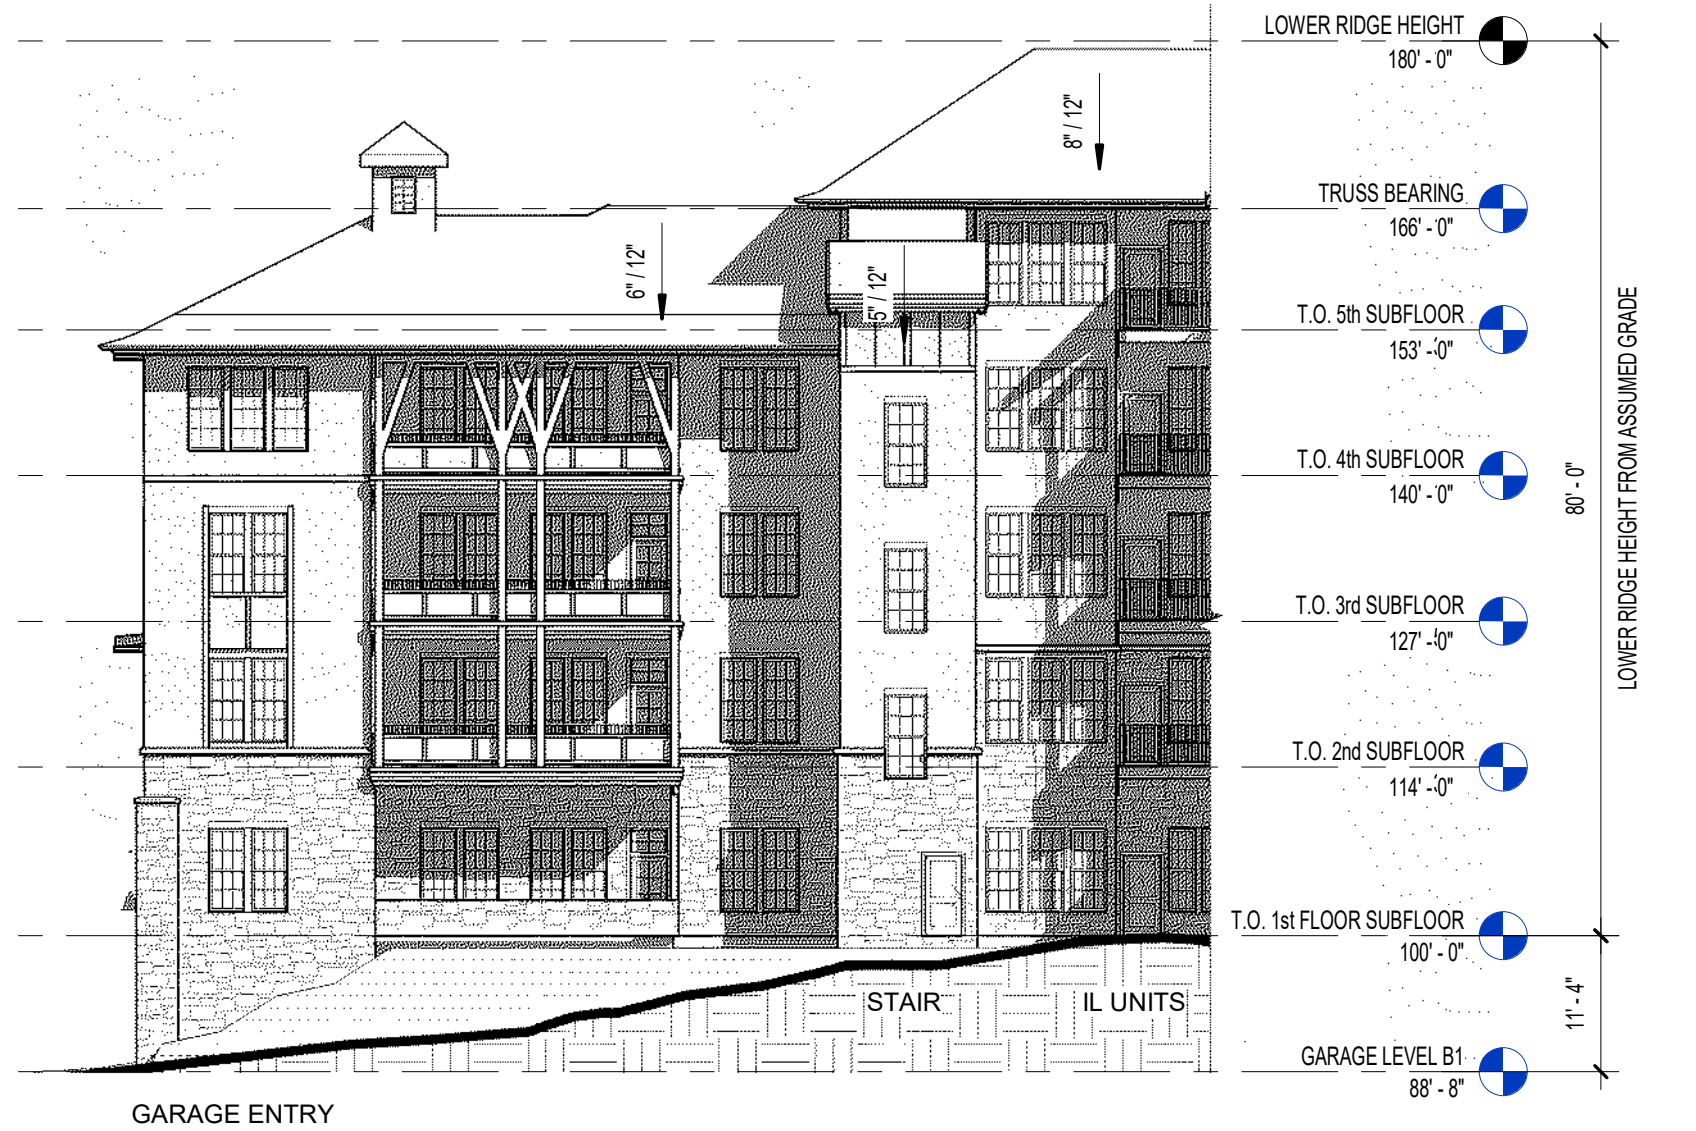 LOWER RIDGE HEIGHT
180' - 0"
8" / 12"
TRUSS BEARING
166' - 0"
6" / 12"
5" / 12"
T.O. 5th SUBFLOOR
153' - 0"
LOWER RIDGE HEIGHT FROM ASSUMED GRADE
80' - 0"
T.O. 4th SUBFLOOR
140' - 0"
T.O. 3rd SUBFLOOR
127' - 0"
T.O. 2nd SUBFLOOR
114' - 0"
T.O. 1st FLOOR SUBFLOOR
100' - 0"
STAIR
IL UNITS
11' - 4"
GARAGE LEVEL B1
88' - 8"
GARAGE ENTRY